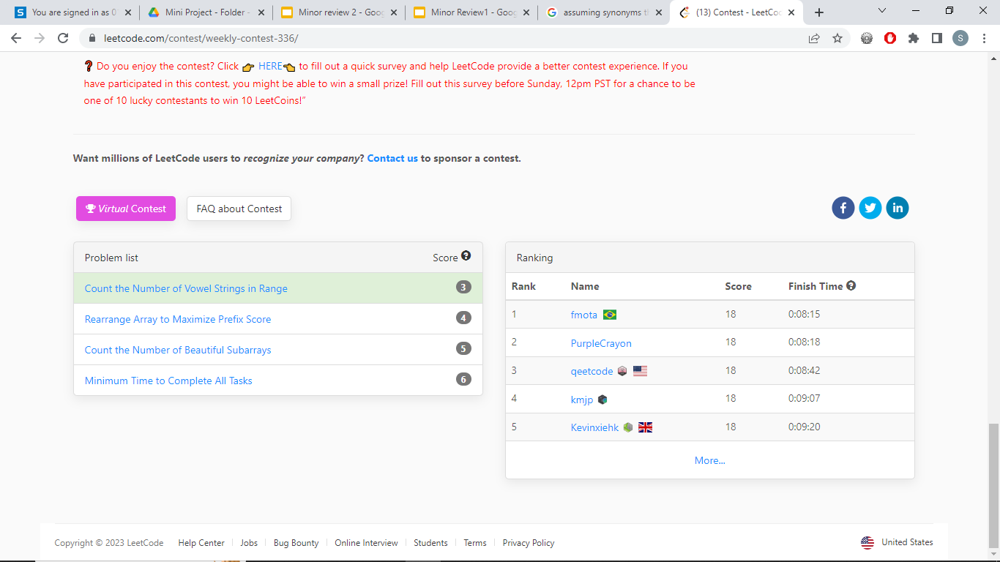 You are signed in as 0
Mini Project - Folder -
Minor review 2 - Goog
Minor Review1 - Goog
assuming synonyms th
(13) Contest - LeetCod
leetcode.com/contest/weekly-contest-336/
S
❓ Do you enjoy the contest? Click 👉 HERE👈 to fill out a quick survey and help LeetCode provide a better contest experience. If you
have participated in this contest, you might be able to win a small prize! Fill out this survey before Sunday, 12pm PST for a chance to be
one of 10 lucky contestants to win 10 LeetCoins!”
Want millions of LeetCode users to recognize your company? Contact us to sponsor a contest.
Virtual Contest
FAQ about Contest
Problem list Score
Count the Number of Vowel Strings in Range 3
Rearrange Array to Maximize Prefix Score 4
Count the Number of Beautiful Subarrays 5
Minimum Time to Complete All Tasks 6
Ranking
Rank Name Score Finish Time
1 fmota 18 0:08:15
2 PurpleCrayon 18 0:08:18
3 qeetcode 18 0:08:42
4 kmjp 18 0:09:07
5 Kevinxiehk 18 0:09:20
More...
Copyright © 2023 LeetCode Help Center Jobs Bug Bounty Online Interview Students Terms Privacy Policy United States